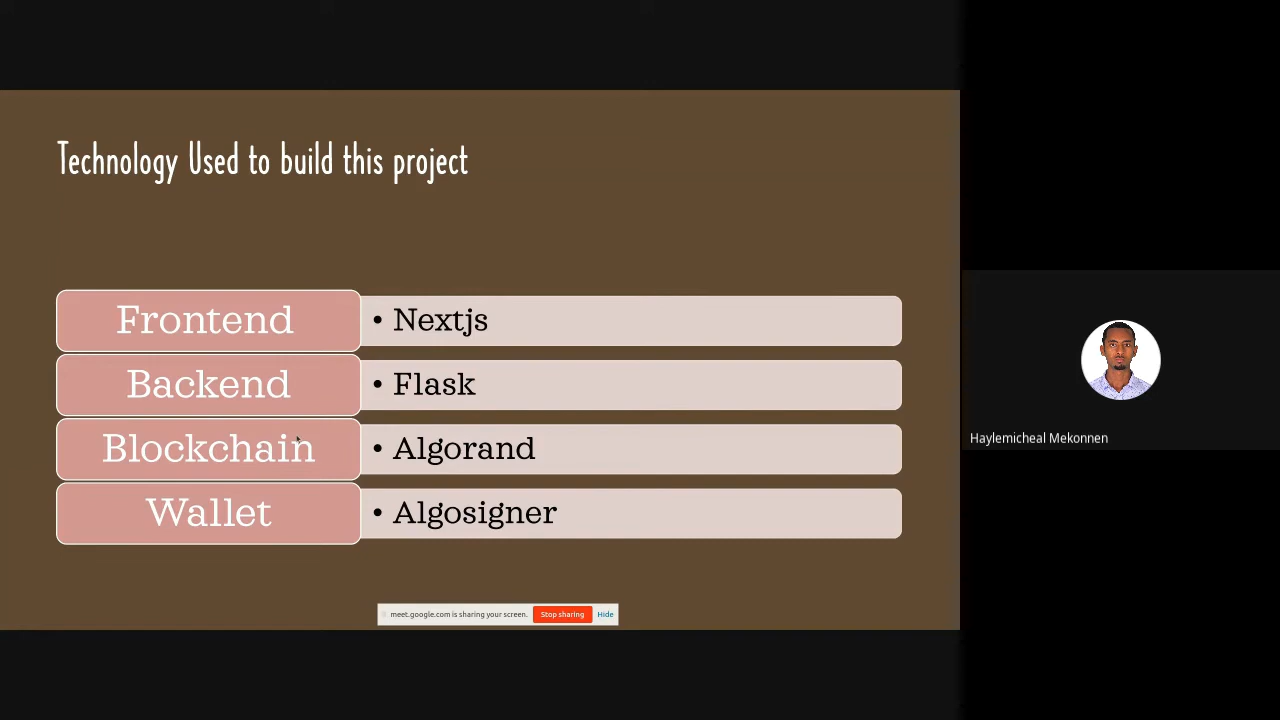 Technology Used to build this project
Frontend
• Nextjs
Backend
• Flask
Blockchain
• Algorand
Wallet
• Algosigner
meet.google.com is sharing your screen. Stop sharing Hide
Haylemicheal Mekonnen